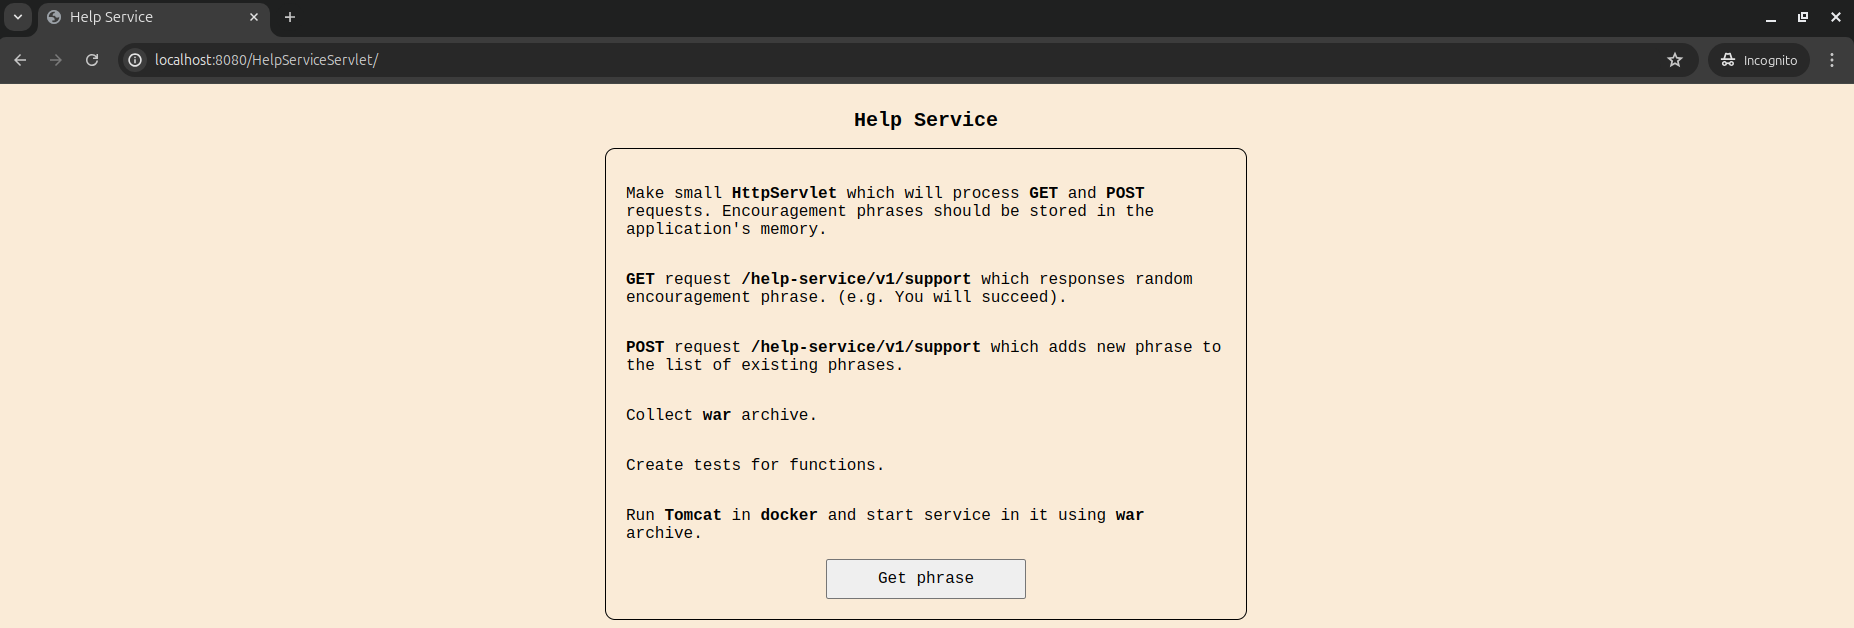 Help Service
localhost:8080/HelpServiceServlet/
Incognito
Help Service
Make small HttpServlet which will process GET and POST
requests. Encouragement phrases should be stored in the
application's memory.
GET request /help-service/v1/support which responses random
encouragement phrase. (e.g. You will succeed).
POST request /help-service/v1/support which adds new phrase to
the list of existing phrases.
Collect war archive.
Create tests for functions.
Run Tomcat in docker and start service in it using war
archive.
Get phrase